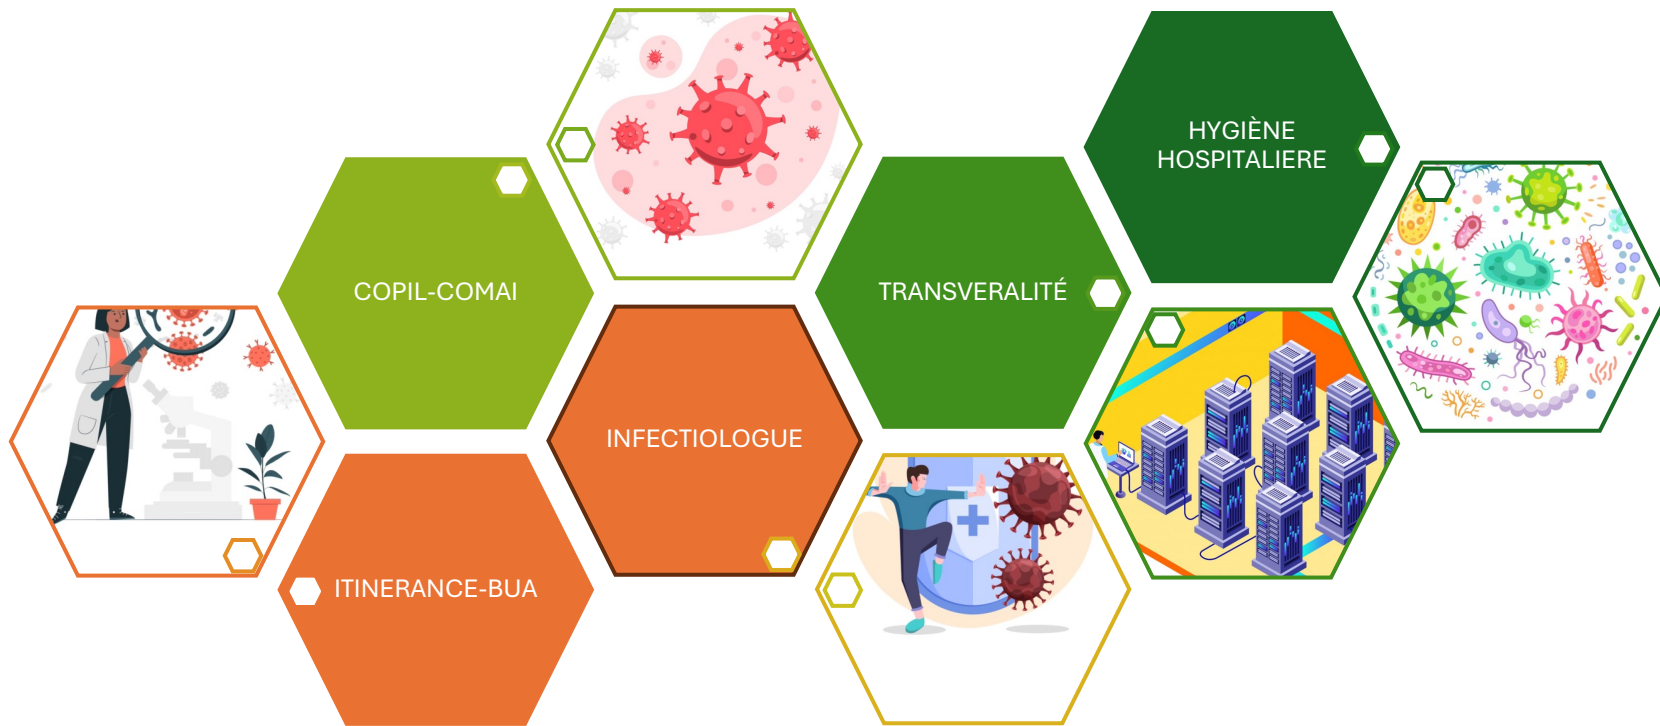 COPIL-COMAI
ITINERANCE-BUA
INFECTIOLOGUE
TRANSVERALITÉ
HYGIÈNE
HOSPITALIERE